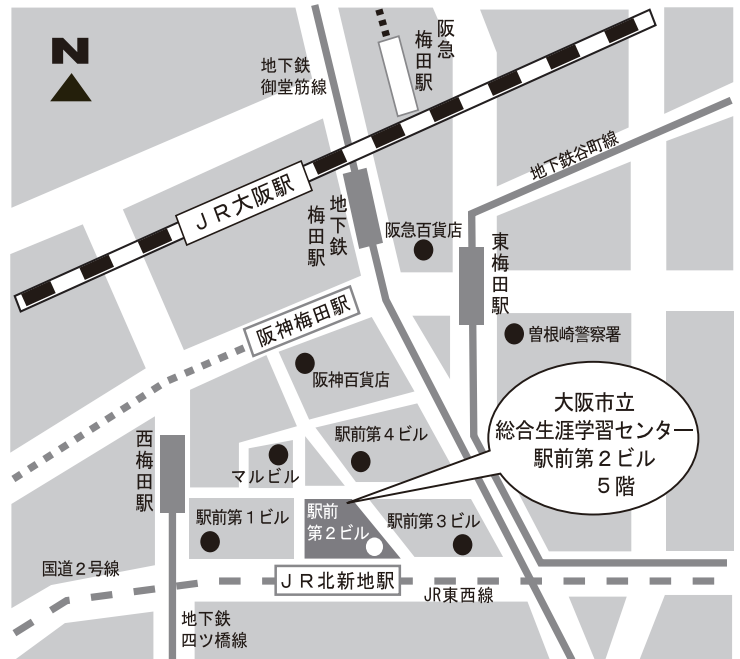 N
阪急
梅田駅
地下鉄
御堂筋線
地下鉄谷町線
JR大阪駅
地下鉄
梅田駅
阪急百貨店
東梅田駅
阪神梅田駅
曽根崎警察署
阪神百貨店
大阪市立
総合生涯学習センター
駅前第2ビル
5階
西梅田駅
駅前第4ビル
マルビル
駅前第1ビル
駅前
第2ビル
駅前第3ビル
国道2号線
JR北新地駅
JR東西線
地下鉄
四ツ橋線